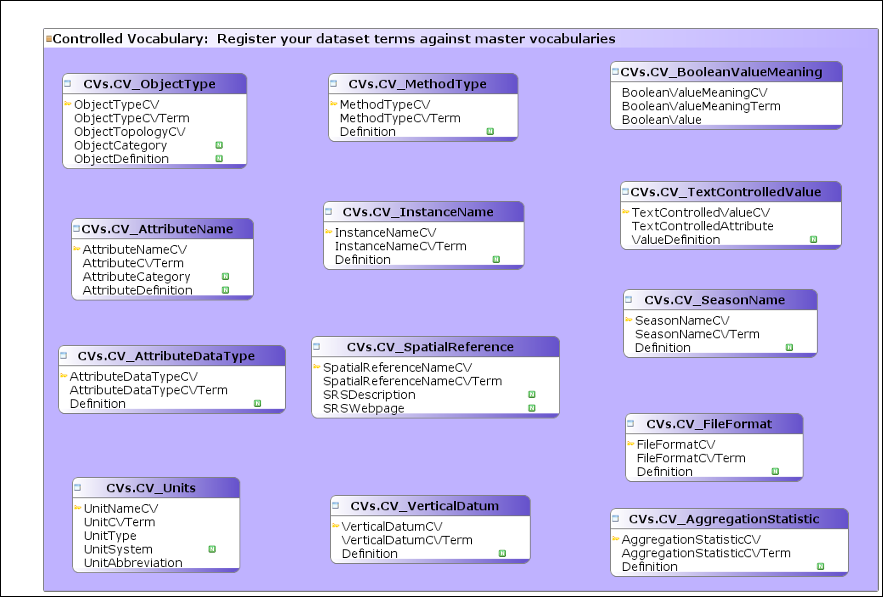 Controlled Vocabulary:  Register your dataset terms against master vocabularies
CVs.CV_ObjectType
ObjectTypeCV
ObjectTypeCVTerm
ObjectTopologyCV
ObjectCategory N
ObjectDefinition N
CVs.CV_MethodType
MethodTypeCV
MethodTypeCVTerm
Definition N
CVs.CV_BooleanValueMeaning
BooleanValueMeaningCV
BooleanValueMeaningTerm
BooleanValue
CVs.CV_AttributeName
AttributeNameCV
AttributeCVTerm
AttributeCategory N
AttributeDefinition N
CVs.CV_InstanceName
InstanceNameCV
InstanceNameCVTerm
Definition N
CVs.CV_TextControlledValue
TextControlledValueCV
TextControlledAttribute
ValueDefinition N
CVs.CV_SeasonName
SeasonNameCV
SeasonNameCVTerm
Definition N
CVs.CV_AttributeDataType
AttributeDataTypeCV
AttributeDataTypeCVTerm
Definition N
CVs.CV_SpatialReference
SpatialReferenceNameCV
SpatialReferenceNameCVTerm
SRSDescription N
SRSWebpage N
CVs.CV_FileFormat
FileFormatCV
FileFormatCVTerm
Definition N
CVs.CV_Units
UnitNameCV
UnitCVTerm
UnitType
UnitSystem N
UnitAbbreviation
CVs.CV_VerticalDatum
VerticalDatumCV
VerticalDatumCVTerm
Definition N
CVs.CV_AggregationStatistic
AggregationStatisticCV
AggregationStatisticCVTerm
Definition N